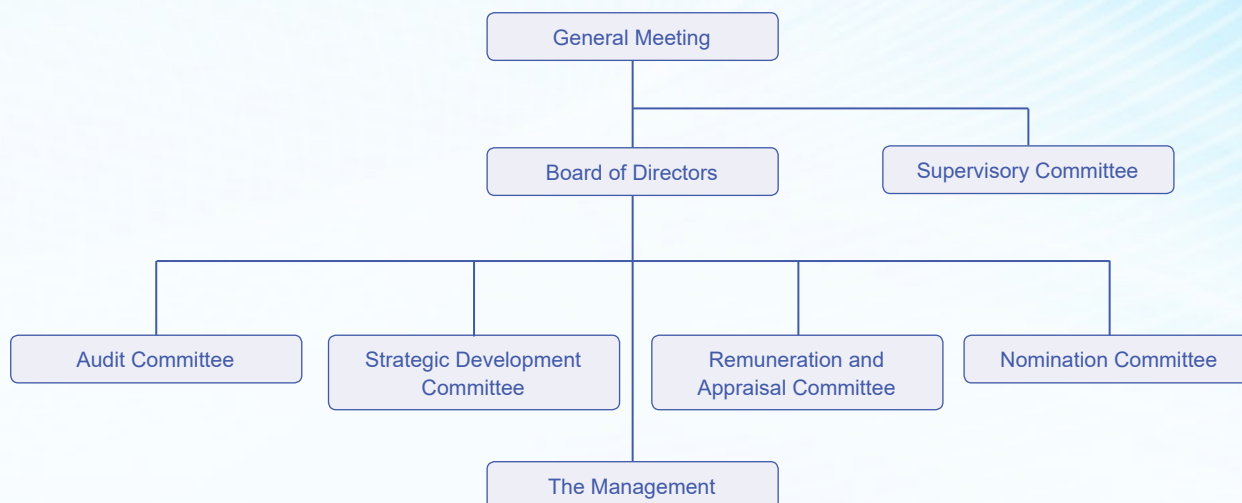 General Meeting
Board of Directors
Supervisory Committee
Audit Committee
Strategic Development
Committee
Remuneration and
Appraisal Committee
Nomination Committee
The Management